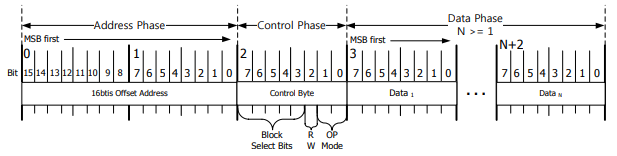 Address Phase Control Phase Data Phase
MSB first MSB first N >= 1
0 1 2 3 N+2
Bit 15 14 13 12 11 10 9 8 7 6 5 4 3 2 1 0 7 6 5 4 3 2 1 0 7 6 5 4 3 2 1 0 7 6 5 4 3 2 1 0
16btis Offset Address Control Byte Data 1 ... Data N
Block R OP
Select Bits W Mode